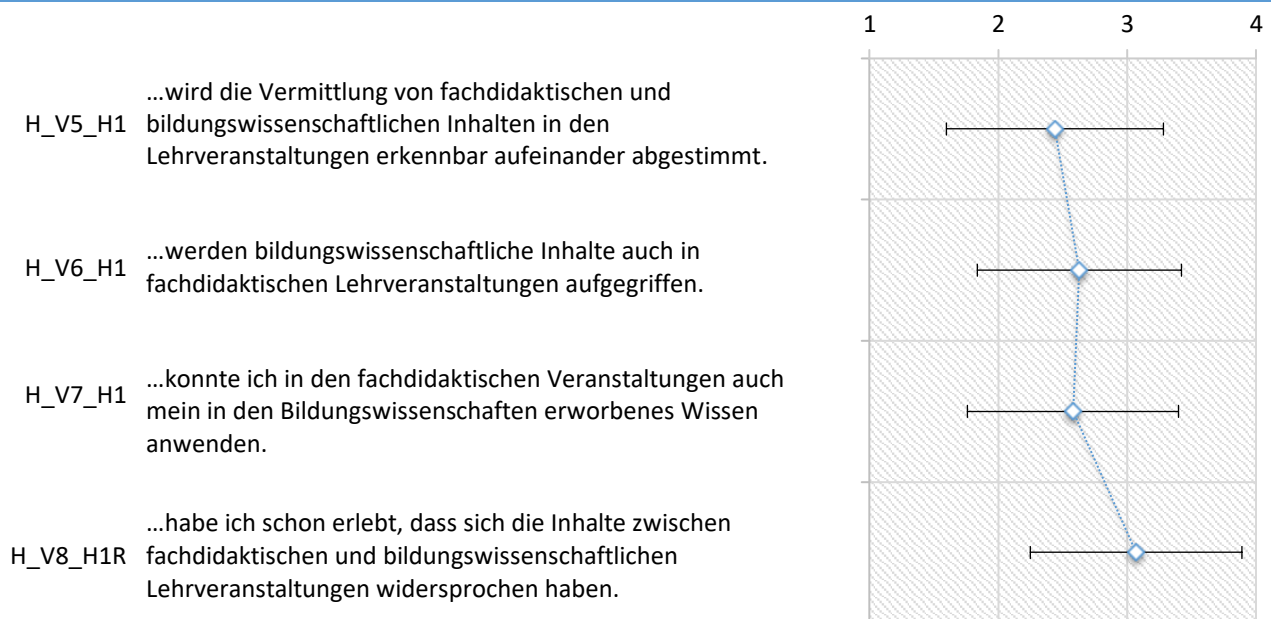 1 2 3 4
…wird die Vermittlung von fachdidaktischen und
H_V5_H1 bildungswissenschaftlichen Inhalten in den
Lehrveranstaltungen erkennbar aufeinander abgestimmt.
H_V6_H1 …werden bildungswissenschaftliche Inhalte auch in
fachdidaktischen Lehrveranstaltungen aufgegriffen.
…konnte ich in den fachdidaktischen Veranstaltungen auch
H_V7_H1 mein in den Bildungswissenschaften erworbenes Wissen
anwenden.
…habe ich schon erlebt, dass sich die Inhalte zwischen
H_V8_H1R fachdidaktischen und bildungswissenschaftlichen
Lehrveranstaltungen widersprochen haben.